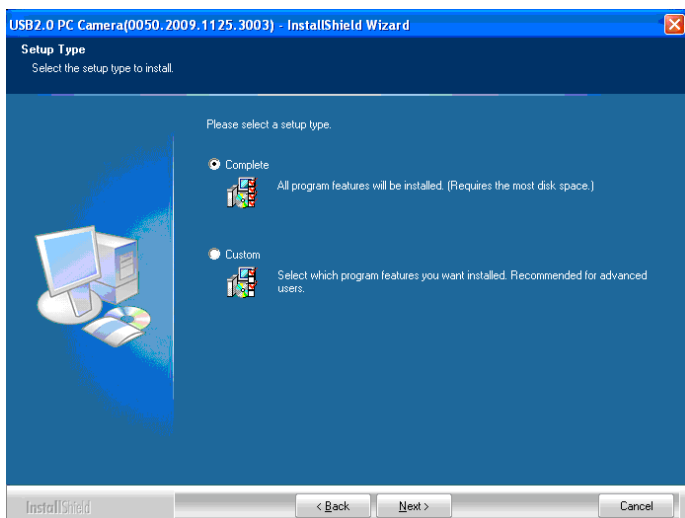 USB2.0 PC Camera(0050.2009.1125.3003) - InstallShield Wizard
Setup Type
Select the setup type to install.
Please select a setup type.
Complete
All program features will be installed. (Requires the most disk space.)
Custom
Select which program features you want installed. Recommended for advanced
users.
InstallShield
< Back
Next >
Cancel